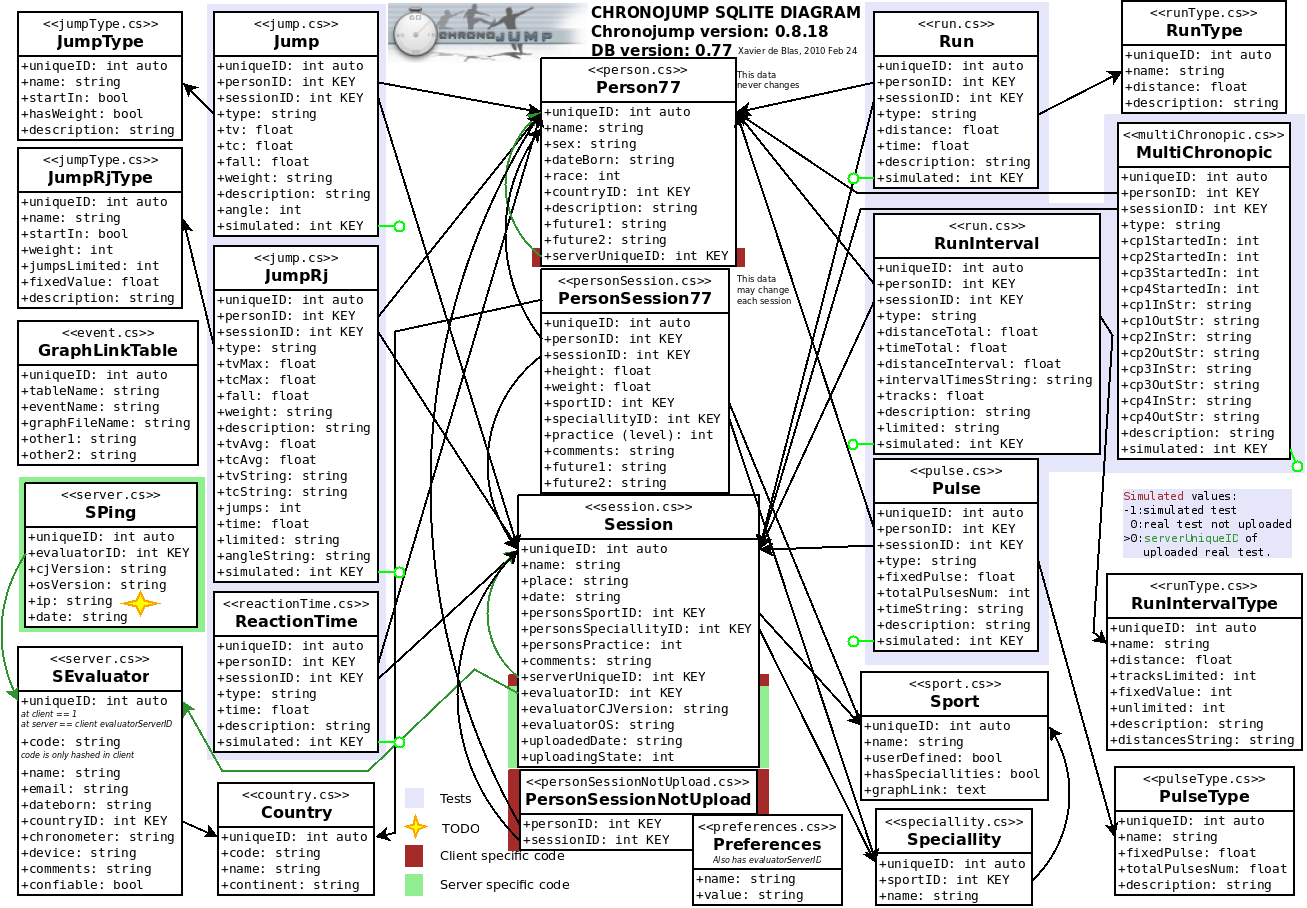 CHRONOJUMP SQLITE DIAGRAM
Chronojump version: 0.8.18
DB version: 0.77 Xavier de Blas, 2010 Feb 24
CHRONOJUMP
<<jumpType.cs>>
JumpType
+uniqueID: int auto
+name: string
+startIn: bool
+hasWeight: bool
+description: string
<<jumpType.cs>>
JumpRjType
+uniqueID: int auto
+name: string
+startIn: bool
+weight: int
+jumpsLimited: int
+fixedValue: float
+description: string
<<event.cs>>
GraphLinkTable
+uniqueID: int auto
+tableName: string
+eventName: string
+graphFileName: string
+other1: string
+other2: string
<<server.cs>>
SPing
+uniqueID: int auto
+evaluatorID: int KEY
+cjVersion: string
+osVersion: string
+ip: string
+date: string
<<server.cs>>
SEvaluator
+uniqueID: int auto
at client == 1
at server == client evaluatorServerID
+code: string
code is only hashed in client
+name: string
+email: string
+dateborn: string
+countryID: int KEY
+chronometer: string
+device: string
+comments: string
+confiable: bool
<<jump.cs>>
Jump
+uniqueID: int auto
+personID: int KEY
+sessionID: int KEY
+type: string
+tv: float
+tc: float
+fall: float
+weight: string
+description: string
+angle: int
+simulated: int KEY
<<jump.cs>>
JumpRj
+uniqueID: int auto
+personID: int KEY
+sessionID: int KEY
+type: string
+tvMax: float
+tcMax: float
+fall: float
+weight: string
+description: string
+tvAvg: float
+tcAvg: float
+tvString: string
+tcString: string
+jumps: int
+time: float
+limited: string
+angleString: string
+simulated: int KEY
<<reactionTime.cs>>
ReactionTime
+uniqueID: int auto
+personID: int KEY
+sessionID: int KEY
+type: string
+time: float
+description: string
+simulated: int KEY
<<country.cs>>
Country
+uniqueID: int auto
+code: string
+name: string
+continent: string
Tests
TODO
Client specific code
Server specific code
<<person.cs>>
Person77
+uniqueID: int auto
+name: string
+sex: string
+dateBorn: string
+race: int
+countryID: int KEY
+description: string
+future1: string
+future2: string
+serverUniqueID: int KEY
This data
never changes
<<personSession.cs>>
PersonSession77
+uniqueID: int auto
+personID: int KEY
+sessionID: int KEY
+height: float
+weight: float
+sportID: int KEY
+speciallityID: int KEY
+practice (level): int
+comments: string
+future1: string
+future2: string
This data
may change
each session
<<session.cs>>
Session
+uniqueID: int auto
+name: string
+place: string
+date: string
+personsSportID: int KEY
+personsSpeciallityID: int KEY
+personsPractice: int
+comments: string
+serverUniqueID: int KEY
+evaluatorID: int KEY
+evaluatorCJVersion: string
+evaluatorOS: string
+uploadedDate: string
+uploadingState: int
<<personSessionNotUpload.cs>>
PersonSessionNotUpload
+personID: int KEY
+sessionID: int KEY
<<preferences.cs>>
Preferences
Also has evaluatorServerID
+name: string
+value: string
<<run.cs>>
Run
+uniqueID: int auto
+personID: int KEY
+sessionID: int KEY
+type: string
+distance: float
+time: float
+description: string
+simulated: int KEY
<<run.cs>>
RunInterval
+uniqueID: int auto
+personID: int KEY
+sessionID: int KEY
+type: string
+distanceTotal: float
+timeTotal: float
+distanceInterval: float
+intervalTimesString: string
+tracks: float
+description: string
+limited: string
+simulated: int KEY
<<pulse.cs>>
Pulse
+uniqueID: int auto
+personID: int KEY
+sessionID: int KEY
+type: string
+fixedPulse: float
+totalPulsesNum: int
+timeString: string
+description: string
+simulated: int KEY
<<sport.cs>>
Sport
+uniqueID: int auto
+name: string
+userDefined: bool
+hasSpeciallities: bool
+graphLink: text
<<speciallity.cs>>
Speciallity
+uniqueID: int auto
+sportID: int KEY
+name: string
<<runType.cs>>
RunType
+uniqueID: int auto
+name: string
+distance: float
+description: string
<<multiChronopic.cs>>
MultiChronopic
+uniqueID: int auto
+personID: int KEY
+sessionID: int KEY
+type: string
+cp1StartedIn: int
+cp2StartedIn: int
+cp3StartedIn: int
+cp4StartedIn: int
+cp1InStr: string
+cp1OutStr: string
+cp2InStr: string
+cp2OutStr: string
+cp3InStr: string
+cp3OutStr: string
+cp4InStr: string
+cp4OutStr: string
+description: string
+simulated: int KEY
Simulated values:
-1:simulated test
0:real test not uploaded
>0:serverUniqueID of
uploaded real test.
<<runType.cs>>
RunIntervalType
+uniqueID: int auto
+name: string
+distance: float
+tracksLimited: int
+fixedValue: int
+unlimited: int
+description: string
+distancesString: string
<<pulseType.cs>>
PulseType
+uniqueID: int auto
+name: string
+fixedPulse: float
+totalPulsesNum: float
+description: string